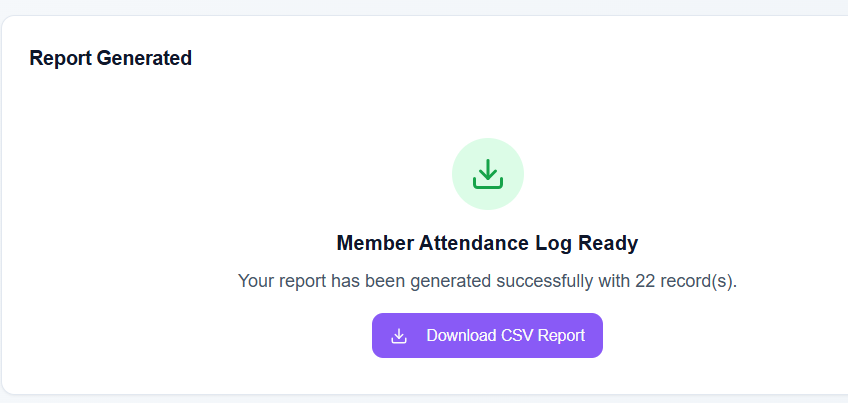 Report Generated
Member Attendance Log Ready
Your report has been generated successfully with 22 record(s).
Download CSV Report